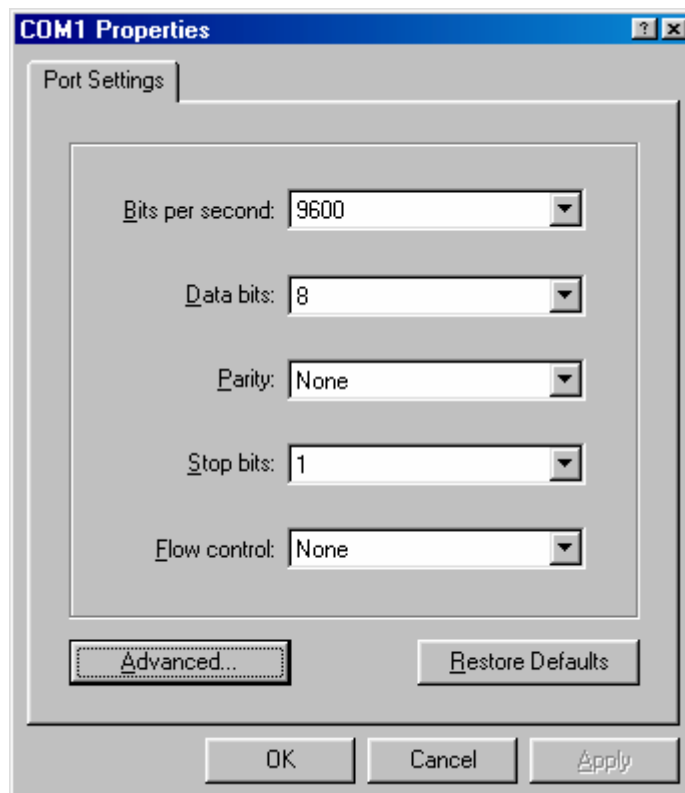 COM1 Properties
Port Settings
Bits per second: 9600
Data bits: 8
Parity: None
Stop bits: 1
Flow control: None
Advanced... Restore Defaults
OK Cancel Apply